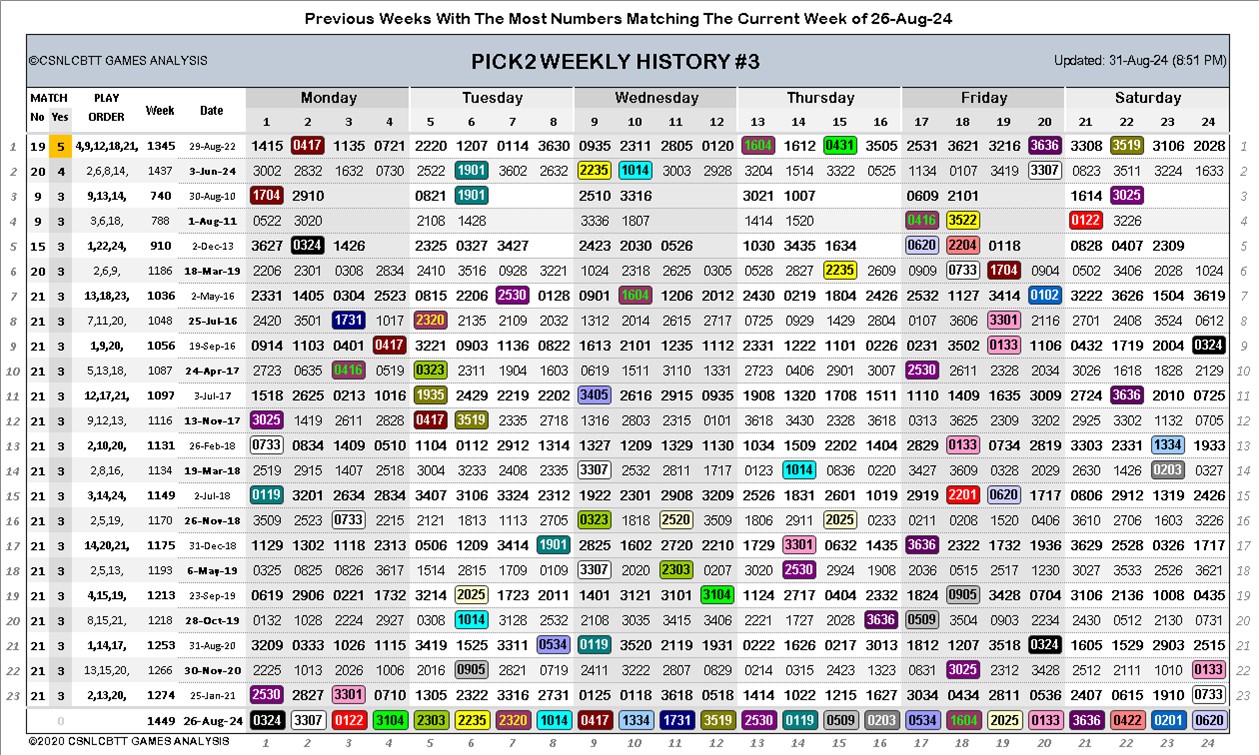 Previous Weeks With The Most Numbers Matching The Current Week of 26-Aug-24
©CSNLCBTT GAMES ANALYSIS PICK2 WEEKLY HISTORY #3 Updated: 31-Aug-24 (8:51 PM)
MATCH PLAY Week Date Monday Tuesday Wednesday Thursday Friday Saturday
No Yes ORDER 1 2 3 4 5 6 7 8 9 10 11 12 13 14 15 16 17 18 19 20 21 22 23 24
1 19 5 4,9,12,18,21, 1345 29-Aug-22 1415 0417 1135 0721 2220 1207 0114 3630 0935 2311 2805 0120 1604 1612 0431 3505 2531 3621 3216 3636 3308 3519 3106 2028 1
2 20 4 2,6,8,14, 1437 3-Jun-24 3002 2832 1632 0730 2522 1901 3602 2632 2235 1014 3003 2928 3204 1514 3322 0525 1134 0107 3419 3307 0823 3511 3224 1633 2
3 9 3 9,13,14, 740 30-Aug-10 1704 2910 0821 1901 2510 3316 3021 1007 0609 2101 1614 3025 3
4 9 3 3,6,18, 788 1-Aug-11 0522 3020 2108 1428 3336 1807 1414 1520 0416 3522 0122 3226 4
5 15 3 1,22,24, 910 2-Dec-13 3627 0324 1426 2325 0327 3427 2423 2030 0526 1030 3435 1634 0620 2204 0118 0828 0407 2309 5
6 20 3 2,6,9, 1186 18-Mar-19 2206 2301 0308 2834 2410 3516 0928 3221 1024 2318 2625 0305 0528 2827 2235 2609 0909 0733 1704 0904 0502 3406 2028 1024 6
7 21 3 13,18,23, 1036 2-May-16 2331 1405 0304 2523 0815 2206 2530 0128 0901 1604 1206 2012 2430 0219 1804 2426 2532 1127 3414 0102 3222 3626 1504 3619 7
8 21 3 7,11,20, 1048 25-Jul-16 2420 3501 1731 1017 2320 2135 2109 2032 1312 2014 2615 2717 0725 0929 1429 2804 0107 3606 3301 2116 2701 2408 3524 0612 8
9 21 3 1,9,20, 1056 19-Sep-16 0914 1103 0401 0417 3221 0903 1136 0822 1613 2101 1235 1112 2331 1222 1101 0226 0231 3502 0133 1106 0432 1719 2004 0324 9
10 21 3 5,13,18, 1087 24-Apr-17 2723 0635 0416 0519 0323 2311 1904 1603 0619 1511 3110 1331 2723 0406 2901 3007 2530 2611 2328 2034 3026 1618 1828 2129 10
11 21 3 12,17,21, 1097 3-Jul-17 1518 2625 0213 1016 1935 2429 2219 2202 3405 2616 2915 0935 1908 1320 1708 1511 1110 1409 1635 3009 2724 3636 2010 0725 11
12 21 3 9,12,13, 1116 13-Nov-17 3025 1419 2611 2828 0417 3519 2335 2718 1316 2803 2315 0101 3618 3430 2328 3618 0313 3625 2309 3202 2925 3302 1132 0705 12
13 21 3 2,10,20, 1131 26-Feb-18 0733 0834 1409 0510 1104 0112 2912 1314 1327 1209 1329 1130 1034 1509 2202 1404 2829 0133 0734 2819 3303 2331 1334 1933 13
14 21 3 2,8,16, 1134 19-Mar-18 2519 2915 1407 2518 3004 3233 2408 2335 3307 2532 2811 1717 0123 1014 0836 0220 3427 3609 0328 2029 2630 1426 0203 0327 14
15 21 3 3,14,24, 1149 2-Jul-18 0119 3201 2634 2834 3407 3106 3324 2312 1922 2301 2908 3209 2526 1831 2601 1019 2915 2201 0620 1717 0806 2912 1319 2426 15
16 21 3 2,5,19, 1170 26-Nov-18 3509 2523 0733 2215 2121 1813 1113 2705 0323 1818 2520 3509 1806 2911 2025 0233 0211 0208 1520 0406 3610 2706 1603 3226 16
17 21 3 14,20,21, 1175 31-Dec-18 1129 1302 1118 2313 0506 1209 3414 1901 2825 1602 2720 2210 1729 3301 0632 1435 3636 2322 1732 1936 3629 2528 0326 1717 17
18 21 3 2,5,13, 1193 6-May-19 0325 0825 0826 3617 1514 2815 1709 0109 3307 2020 2303 0207 3020 2530 2924 1908 2036 0515 2517 1230 3027 3533 2526 3621 18
19 21 3 4,15,19, 1213 23-Sep-19 0619 2906 0221 1732 3214 2025 1723 2011 1401 3121 3101 3104 1124 2717 0404 2332 1824 0905 3428 0704 3106 2136 1008 0435 19
20 21 3 8,15,21, 1218 28-Oct-19 0132 1028 2224 2927 0308 1014 3128 2512 2108 3035 3415 3406 2221 1727 2028 3636 0509 3504 0903 2234 2430 0512 2130 0731 20
21 21 3 1,14,17, 1253 31-Aug-20 3209 0333 1026 1115 3419 1525 3311 0534 0119 3520 2119 1931 0222 1626 0217 3013 1812 1207 3518 0324 1605 1529 2903 2515 21
22 21 3 13,15,20, 1266 30-Nov-20 2225 1013 2026 1006 2016 0905 2821 0719 2411 3222 2807 0829 0214 0315 2423 1323 0831 3025 2312 3428 2512 2111 1010 0133 22
23 21 3 2,13,20, 1274 25-Jan-21 2530 2827 3301 0710 1305 2322 3316 2731 0125 0118 3618 0518 1414 1022 1215 1627 3034 0434 2811 0536 2407 0615 1910 0733 23
0 1449 26-Aug-24 0324 3307 0122 3104 2303 2235 2320 1014 0417 1334 1731 3519 2530 0119 0509 0203 0534 1604 2025 0133 3636 0422 0201 0620
©2020 CSNLCBTT GAMES ANALYSIS 1 2 3 4 5 6 7 8 9 10 11 12 13 14 15 16 17 18 19 20 21 22 23 24